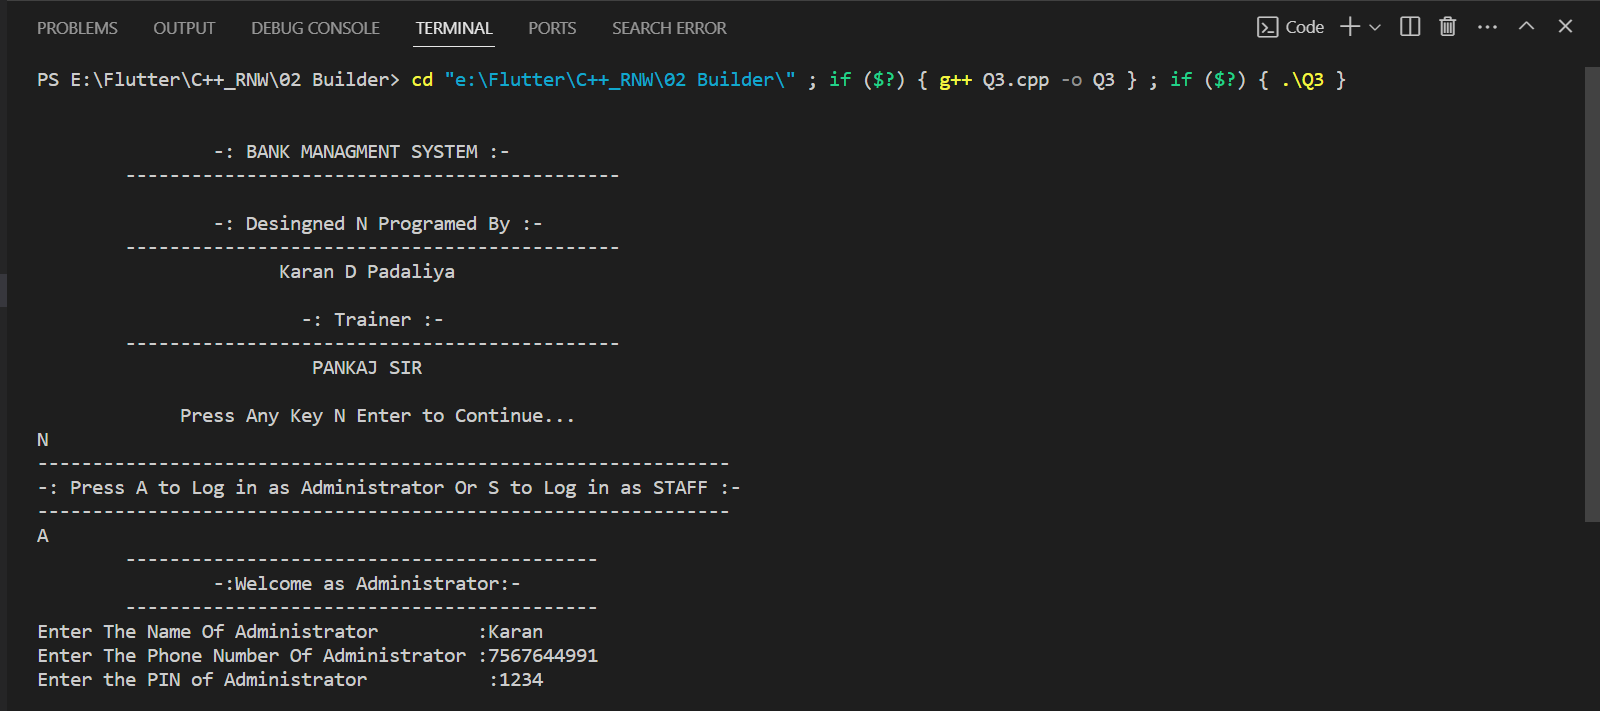 PROBLEMS OUTPUT DEBUG CONSOLE TERMINAL PORTS SEARCH ERROR Code
PS E:\Flutter\C++_RNW\02 Builder> cd "e:\Flutter\C++_RNW\02 Builder\" ; if ($?) { g++ Q3.cpp -o Q3 } ; if ($?) { .\Q3 }
-: BANK MANAGMENT SYSTEM :-
---------------------------------------------
-: Desingned N Programed By :-
---------------------------------------------
Karan D Padaliya
-: Trainer :-
---------------------------------------------
PANKAJ SIR
Press Any Key N Enter to Continue...
N
---------------------------------------------------------------
-: Press A to Log in as Administrator Or S to Log in as STAFF :-
---------------------------------------------------------------
A
-------------------------------------------
-:Welcome as Administrator:-
-------------------------------------------
Enter The Name Of Administrator :Karan
Enter The Phone Number Of Administrator :7567644991
Enter the PIN of Administrator :1234